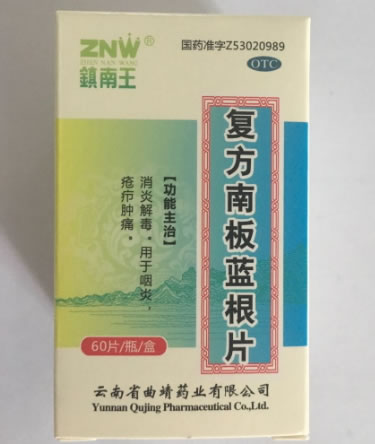 ZNW®
ZHEN NAN WANG
鎮南王
国药准字Z53020989
OTC
复方南板蓝根片
【功能主治】
消炎解毒。用于咽炎，
疮疖肿痛。
60片/瓶/盒
云南省曲靖药业有限公司
Yunnan Qujing Pharmaceutical Co.,Ltd.